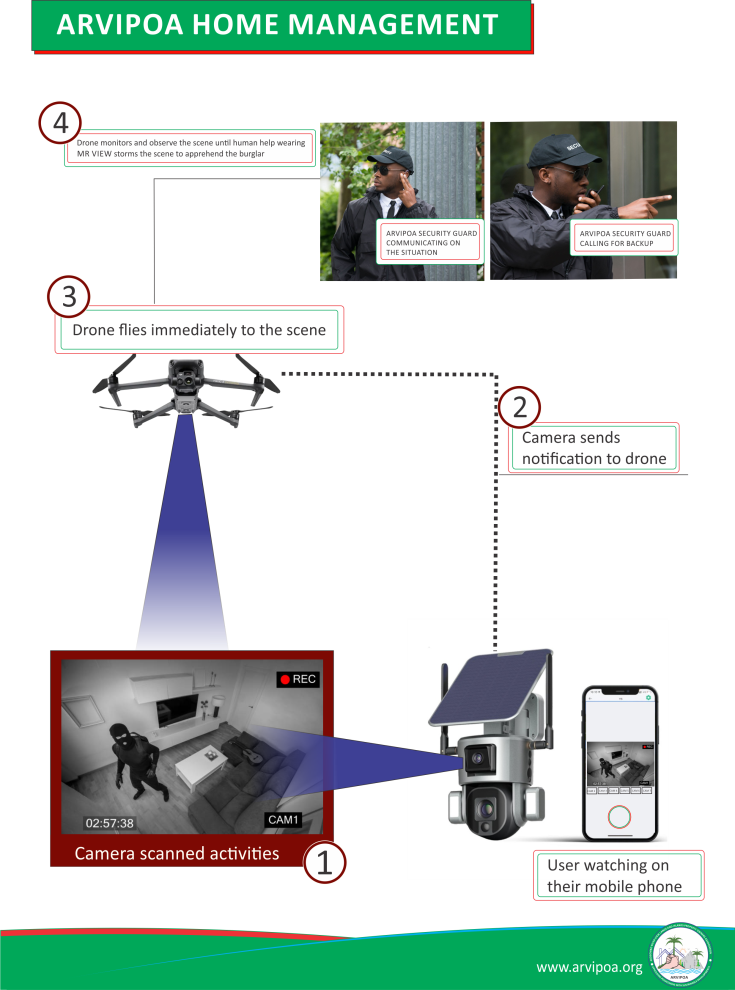 ARVIPOA HOME MANAGEMENT
4
Drone monitors and observe the scene until human help wearing
MR VIEW storms the scene to apprehend the burglar
ARVIPOA SECURITY GUARD
COMMUNICATING ON
THE SITUATION
ARVIPOA SECURITY GUARD
CALLING FOR BACKUP
3
Drone flies immediately to the scene
2
Camera sends
notification to drone
REC
02:57:38
CAM1
Camera scanned activities
1
User watching on
their mobile phone
www.arvipoa.org
ARVIPOA